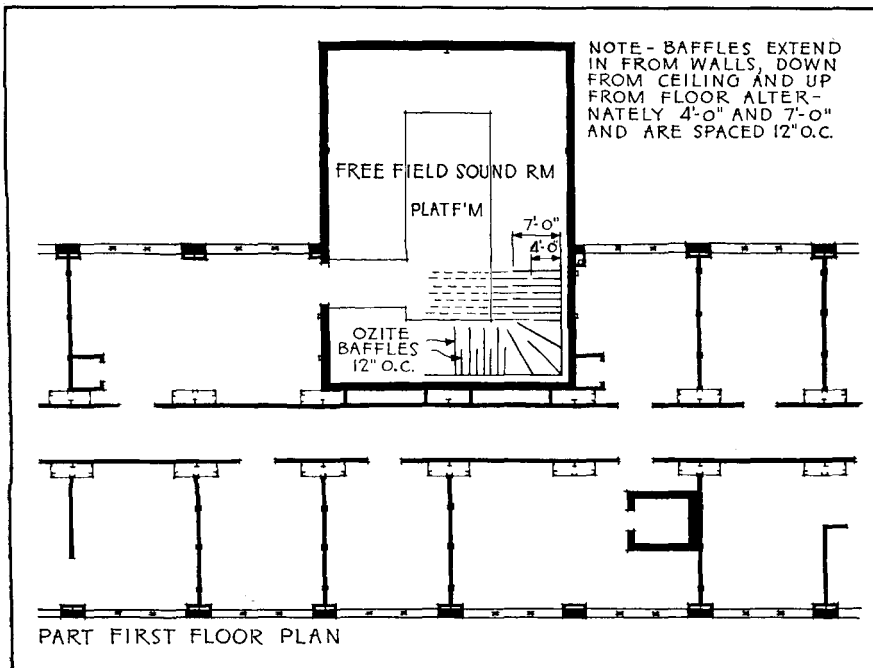 NOTE - BAFFLES EXTEND
IN FROM WALLS, DOWN
FROM CEILING AND UP
FROM FLOOR ALTER-
NATELY 4'-0" AND 7'-0"
AND ARE SPACED 12" O.C.
FREE FIELD SOUND RM
PLATF'M
7'-0"
4'-0"
OZITE
BAFFLES
12" O.C.
PART FIRST FLOOR PLAN